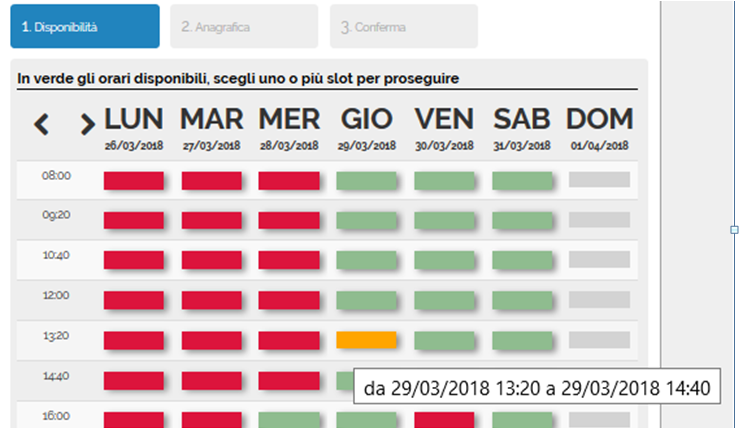 1. Disponibilità 2. Anagrafica 3. Conferma
In verde gli orari disponibili, scegli uno o più slot per proseguire
LUN MAR MER GIO VEN SAB DOM
26/03/2018 27/03/2018 28/03/2018 29/03/2018 30/03/2018 31/03/2018 01/04/2018
08:00
09:20
10:40
12:00
13:20
14:40
da 29/03/2018 13:20 a 29/03/2018 14:40
16:00